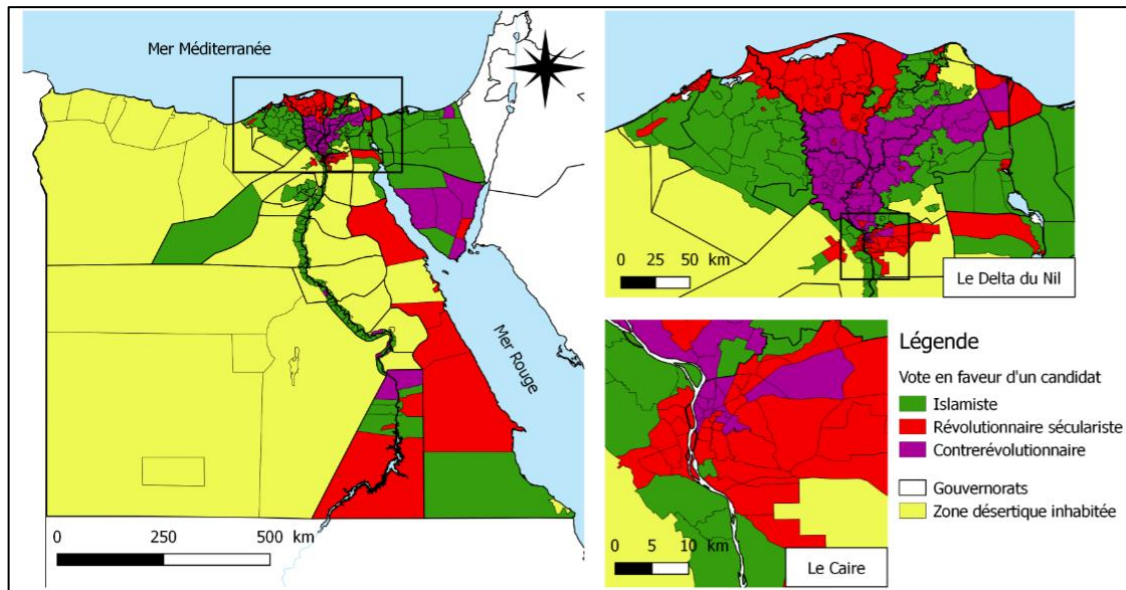 Mer Méditerranée
Mer Rouge
0 250 500 km
0 25 50 km
Le Delta du Nil
0 5 10 km
Le Caire
Légende
Vote en faveur d'un candidat
Islamiste
Révolutionnaire séculariste
Contrerévolutionnaire
Gouvernorats
Zone désertique inhabitée